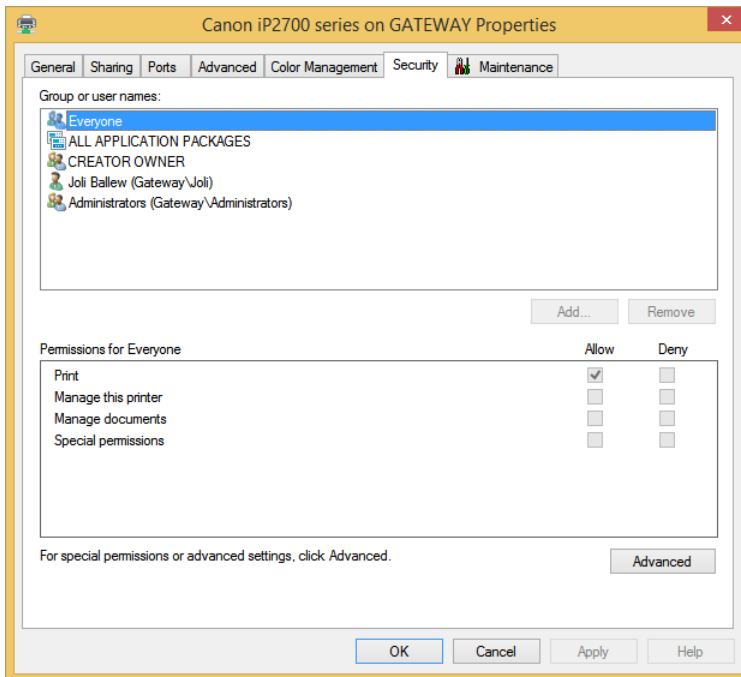 Canon iP2700 series on GATEWAY Properties
General Sharing Ports Advanced Color Management Security Maintenance
Group or user names:
Everyone
ALL APPLICATION PACKAGES
CREATOR OWNER
Joli Ballew (Gateway\Joli)
Administrators (Gateway\Administrators)
Add... Remove
Permissions for Everyone Allow Deny
Print
Manage this printer
Manage documents
Special permissions
For special permissions or advanced settings, click Advanced.
Advanced
OK Cancel Apply Help